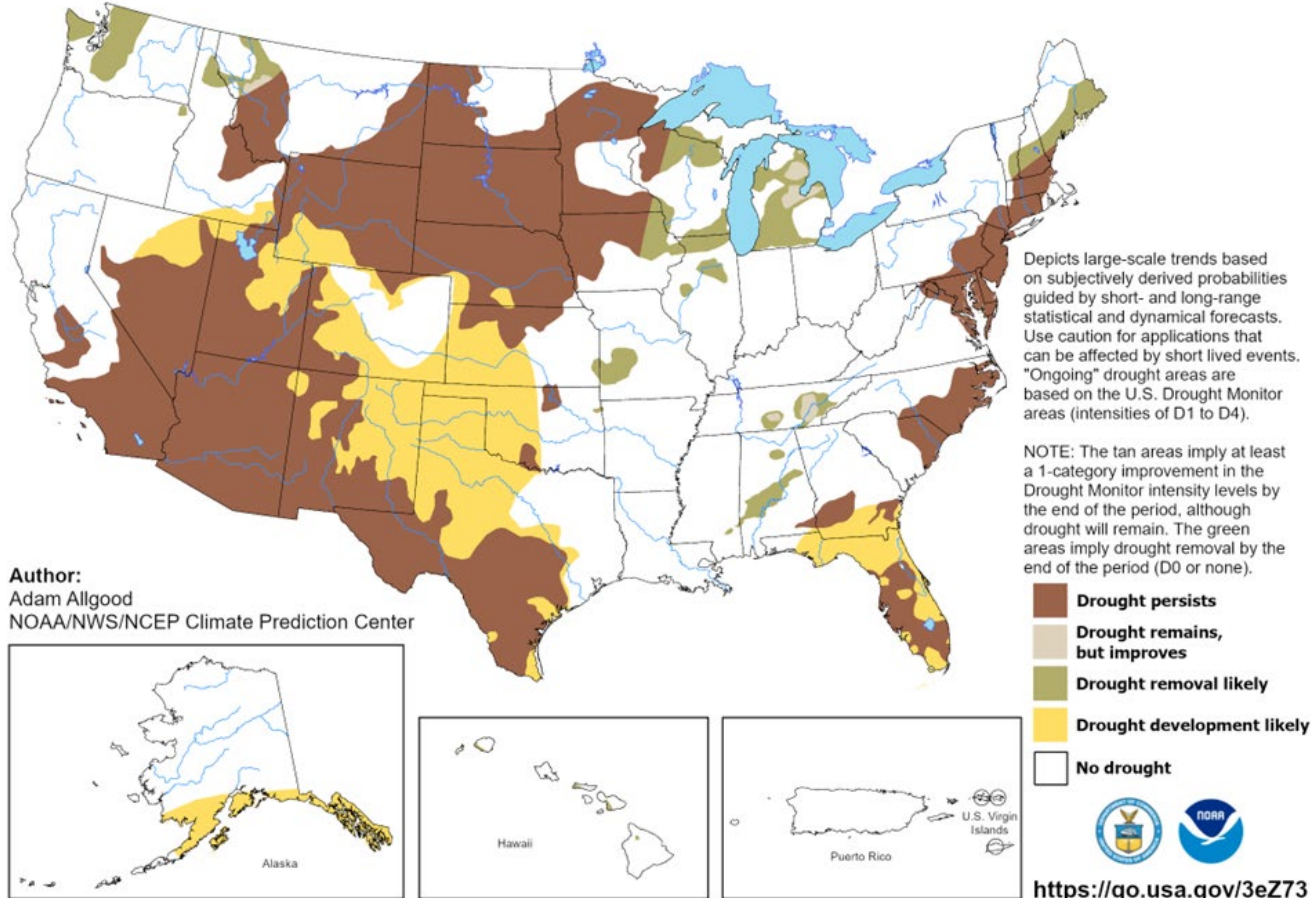 Depicts large-scale trends based
on subjectively derived probabilities
guided by short- and long-range
statistical and dynamical forecasts.
Use caution for applications that
can be affected by short lived events.
"Ongoing" drought areas are
based on the U.S. Drought Monitor
areas (intensities of D1 to D4).
NOTE: The tan areas imply at least
a 1-category improvement in the
Drought Monitor intensity levels by
the end of the period, although
drought will remain. The green
areas imply drought removal by the
end of the period (D0 or none).
Author:
Adam Allgood
NOAA/NWS/NCEP Climate Prediction Center
Drought persists
Drought remains,
but improves
Drought removal likely
Drought development likely
No drought
Alaska
Hawaii
Puerto Rico
U.S. Virgin
Islands
NOAA
https://go.usa.gov/3eZ73